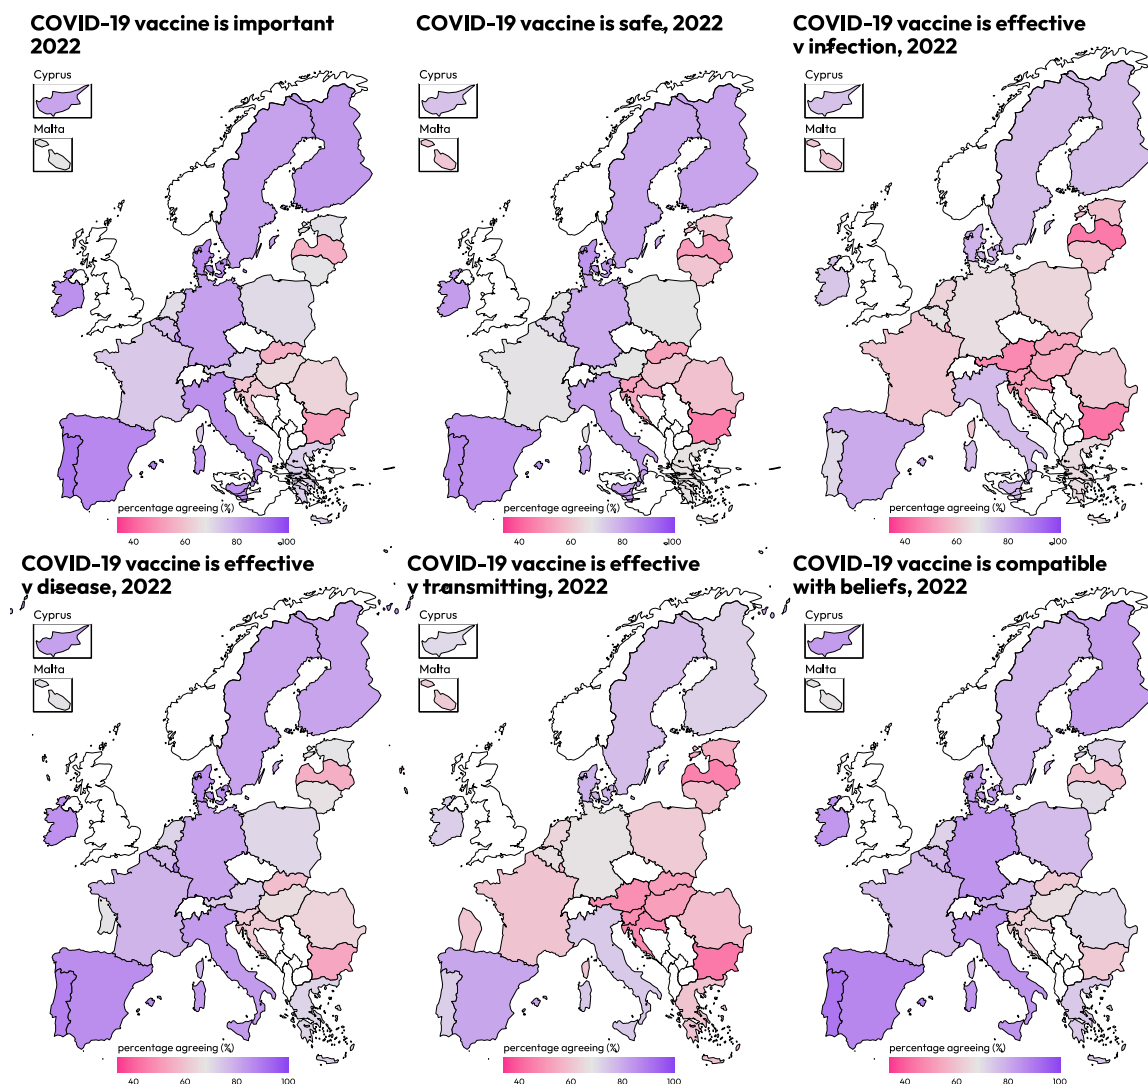 COVID-19 vaccine is important
2022
Cyprus
Malta
percentage agreeing (%)
40 60 80 100
COVID-19 vaccine is safe, 2022
Cyprus
Malta
percentage agreeing (%)
40 60 80 100
COVID-19 vaccine is effective
v infection, 2022
Cyprus
Malta
percentage agreeing (%)
40 60 80 100
COVID-19 vaccine is effective
v disease, 2022
Cyprus
Malta
percentage agreeing (%)
40 60 80 100
COVID-19 vaccine is effective
v transmitting, 2022
Cyprus
Malta
percentage agreeing (%)
40 60 80 100
COVID-19 vaccine is compatible
with beliefs, 2022
Cyprus
Malta
percentage agreeing (%)
40 60 80 100